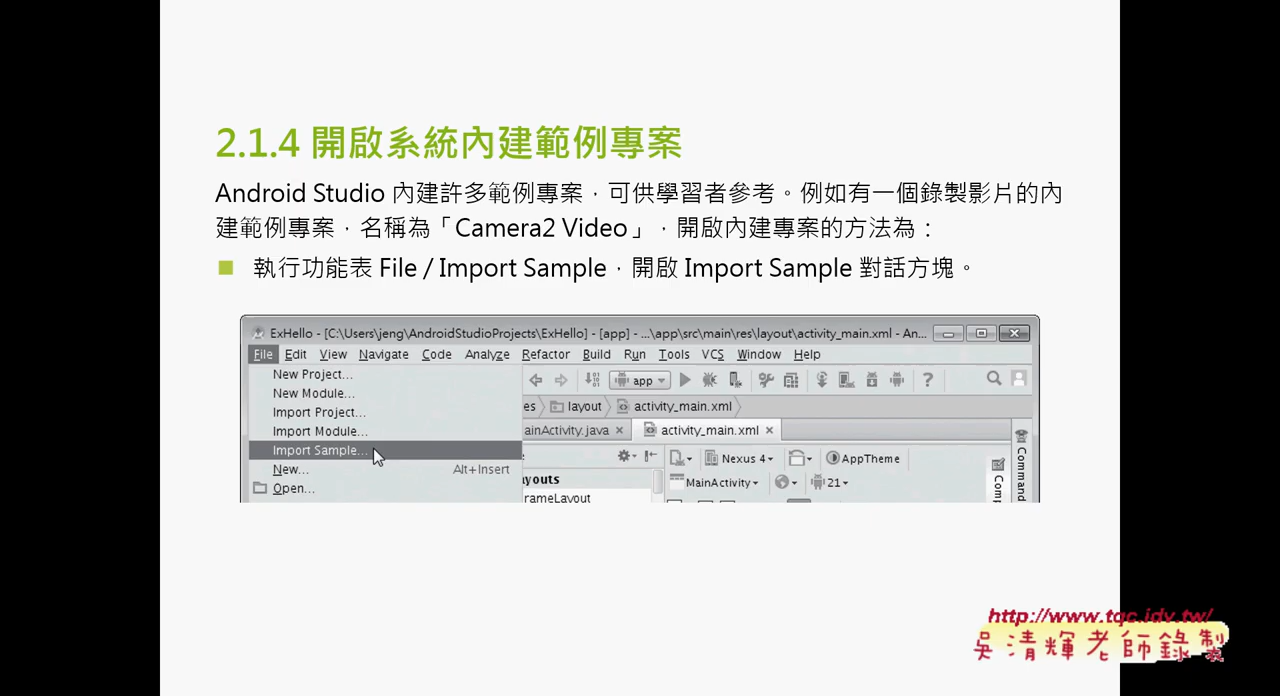 2.1.4 開啟系統內建範例專案
Android Studio 內建許多範例專案，可供學習者參考。例如有一個錄製影片的內
建範例專案，名稱為「Camera2 Video」，開啟內建專案的方法為：
執行功能表 File / Import Sample，開啟 Import Sample 對話方塊。
ExHello - [C:\Users\jeng\AndroidStudioProjects\ExHello] - [app] - ...\app\src\main\res\layout\activity_main.xml - An...
File Edit View Navigate Code Analyze Refactor Build Run Tools VCS Window Help
New Project...
New Module...
Import Project...
Import Module...
Import Sample...
New... Alt+Insert
Open...
app ?
es layout activity_main.xml
ainActivity.java activity_main.xml
Nexus 4 AppTheme
youts MainActivity 21
rameLayout
Command
Comp
http://www.tqc.idv.tw/
吳清輝老師錄製